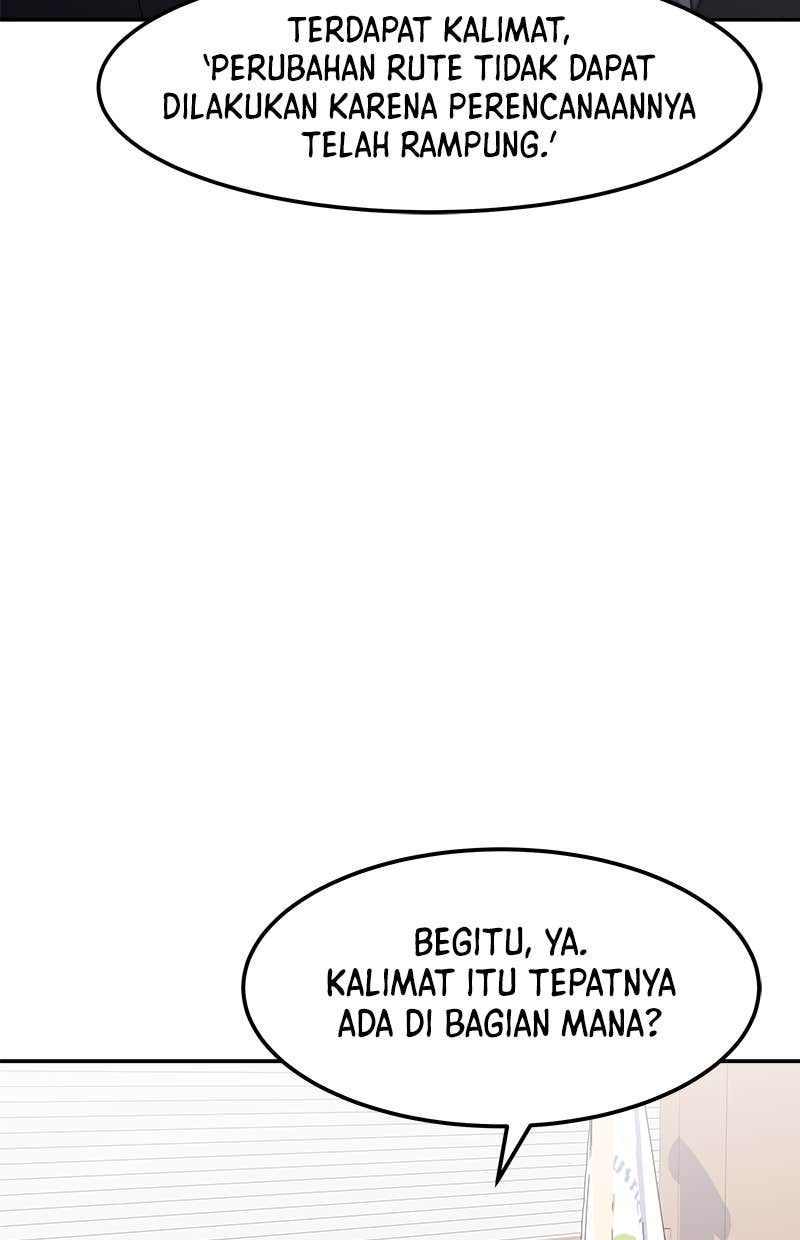 TERDAPAT KALIMAT,
‘PERUBAHAN RUTE TIDAK DAPAT
DILAKUKAN KARENA PERENCANAANNYA
TELAH RAMPUNG.’
BEGITU, YA.
KALIMAT ITU TEPATNYA
ADA DI BAGIAN MANA?